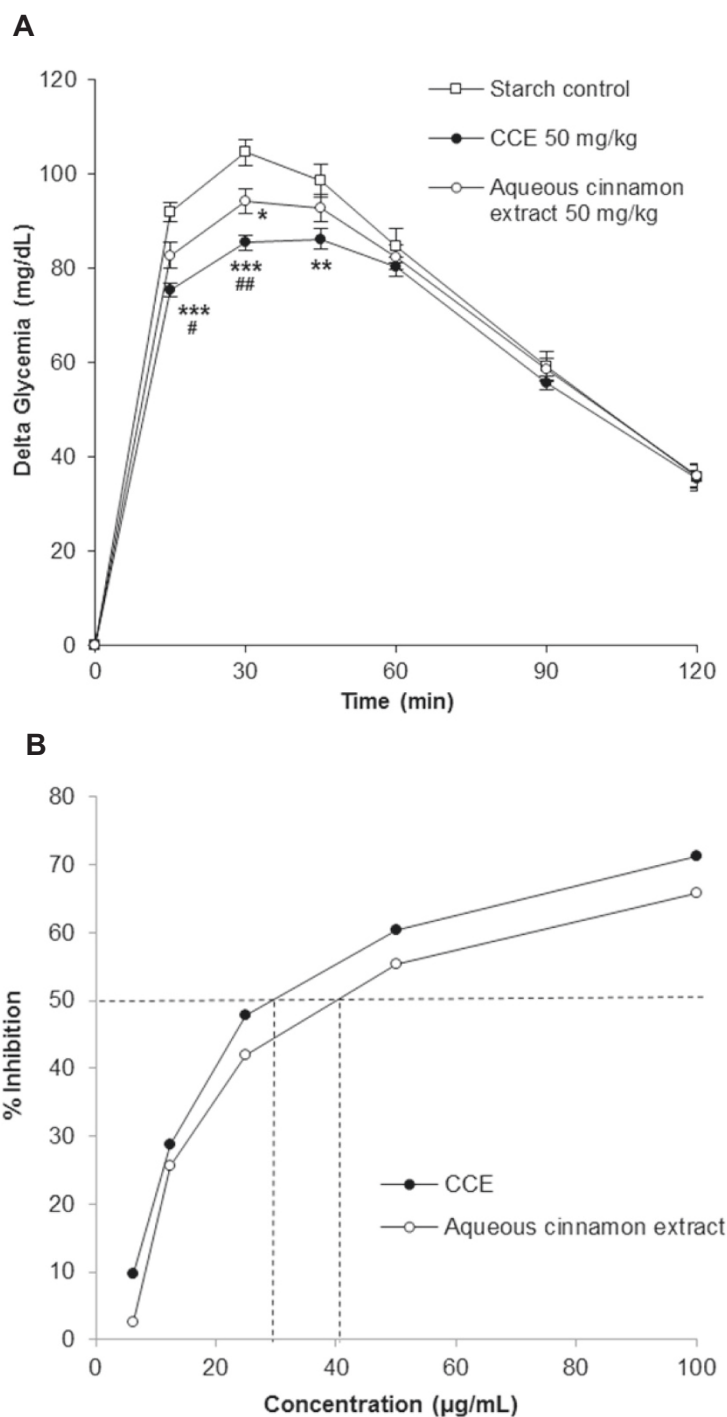 A
120
100
80
60
40
20
0
Delta Glycemia (mg/dL)
Starch control
CCE 50 mg/kg
Aqueous cinnamon
extract 50 mg/kg
*
***
##
**
***
#
0 30 60 90 120
Time (min)
B
80
70
60
50
40
30
20
10
0
% Inhibition
CCE
Aqueous cinnamon extract
0 20 40 60 80 100
Concentration (µg/mL)